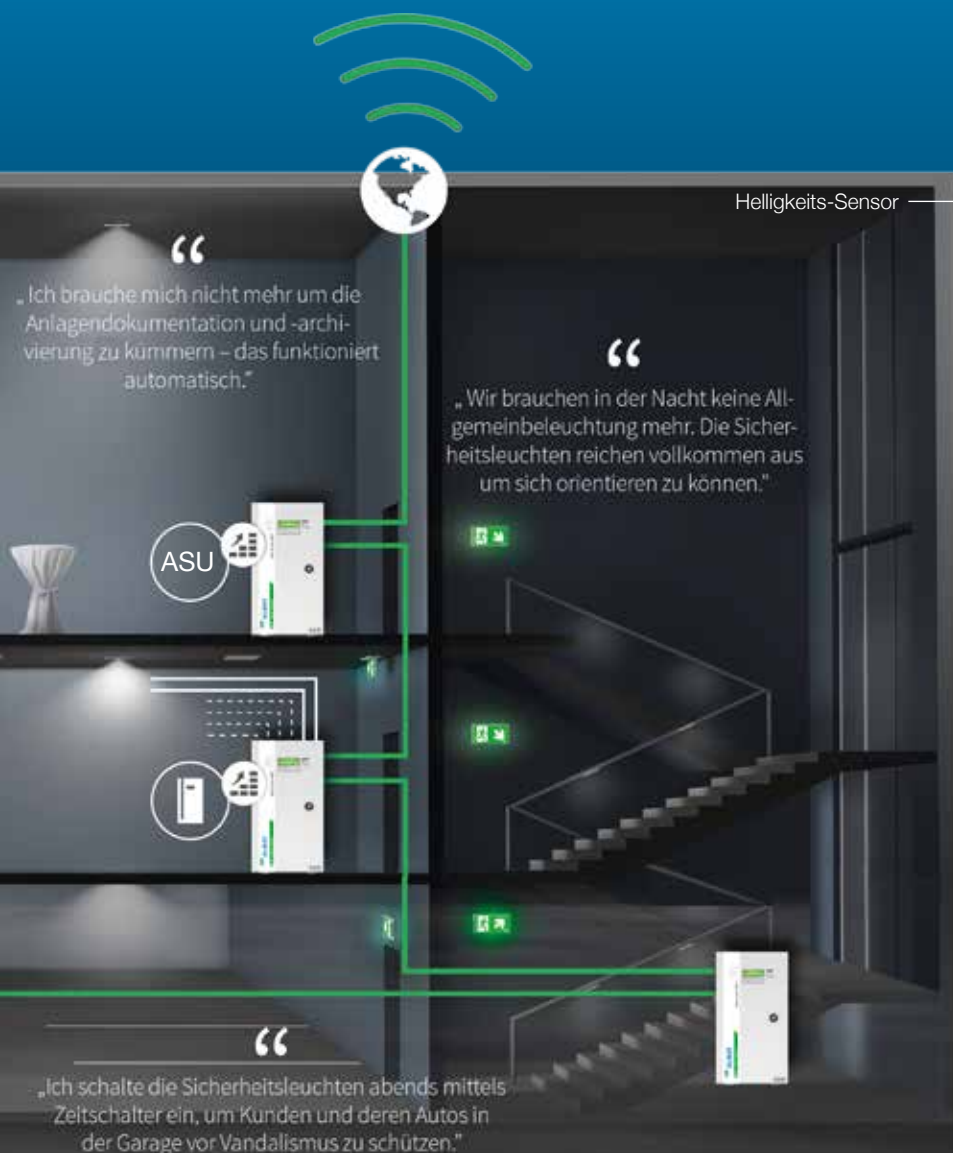 Helligkeits-Sensor
“
„Ich brauche mich nicht mehr um die
Anlagendokumentation und -archi-
vierung zu kümmern – das funktioniert
automatisch.”
“
„Wir brauchen in der Nacht keine All-
gemeinbeleuchtung mehr. Die Sicher-
heitsleuchten reichen vollkommen aus
um sich orientieren zu können.”
ASU
“
„Ich schalte die Sicherheitsleuchten abends mittels
Zeitschalter ein, um Kunden und deren Autos in
der Garage vor Vandalismus zu schützen.”